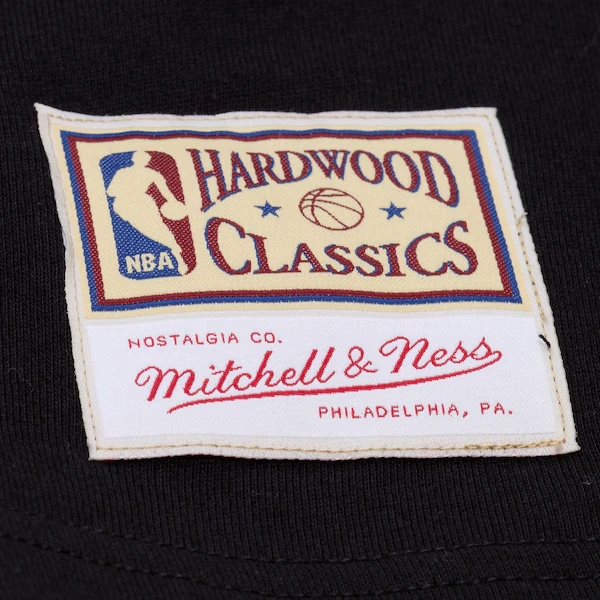 HARDWOOD
CLASSICS
NBA
NOSTALGIA CO.
Mitchell & Ness
PHILADELPHIA, PA.